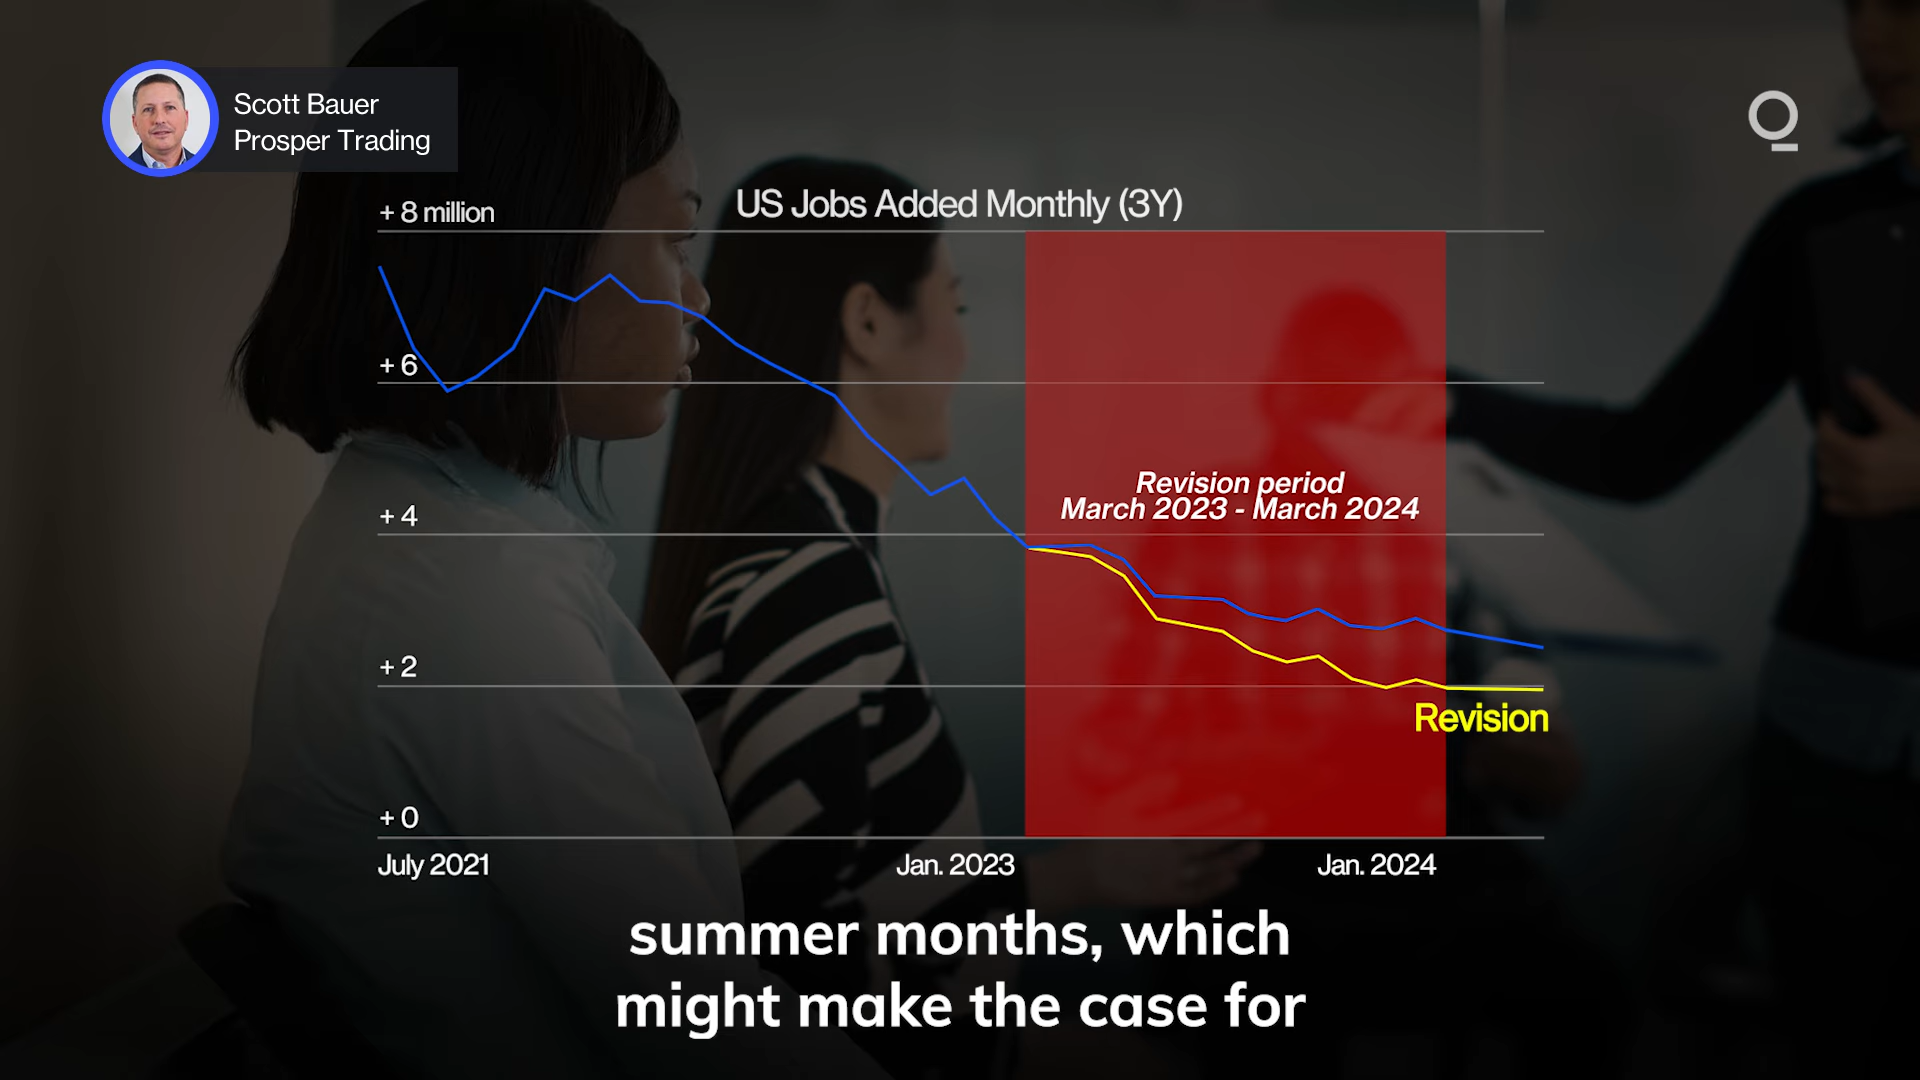 Scott Bauer
Prosper Trading
US Jobs Added Monthly (3Y)
+ 8 million
+ 6
+ 4
+ 2
+ 0
Revision period
March 2023 - March 2024
Revision
July 2021
Jan. 2023
Jan. 2024
summer months, which
might make the case for